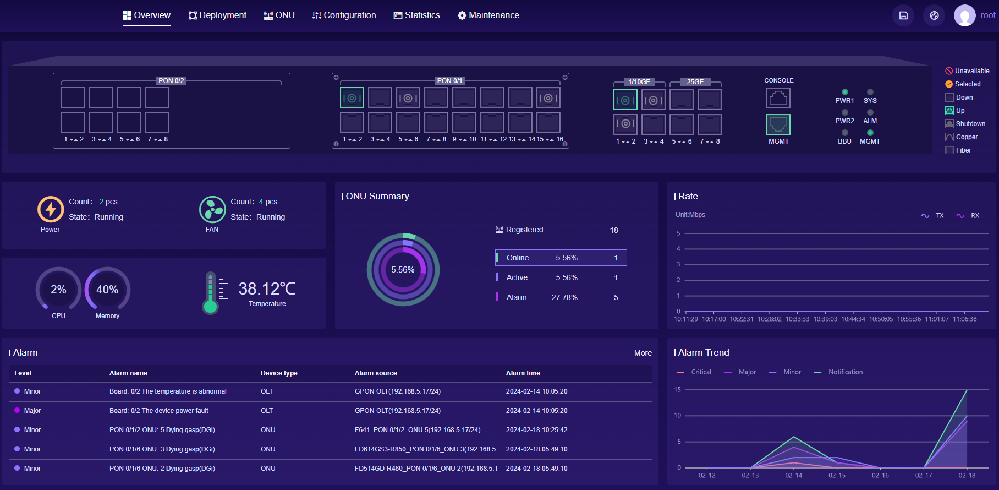 Overview Deployment ONU Configuration Statistics Maintenance root
PON 0/2
1 2 3 4 5 6 7 8
PON 0/1
1 2 3 4 5 6 7 8 9 10 11 12 13 14 15 16
1/10GE 25GE
1 2 3 4 5 6 7 8
CONSOLE
MGMT
PWR1 SYS
PWR2 ALM
BBU MGMT
Unavailable
Selected
Down
Up
Shutdown
Copper
Fiber
Count: 2 pcs
State: Running
Power
Count: 4 pcs
State: Running
FAN
2%
CPU
40%
Memory
38.12℃
Temperature
ONU Summary
5.56%
Registered - 18
Online 5.56% 1
Active 5.56% 1
Alarm 27.78% 5
Rate
Unit:Mbps
TX RX
5
4
3
2
1
0
10:11:29 10:17:00 10:22:31 10:28:02 10:33:33 10:39:03 10:44:34 10:50:05 10:55:36 11:01:07 11:06:38
Alarm More
Level Alarm name Device type Alarm source Alarm time
Minor Board: 0/2 The temperature is abnormal OLT GPON OLT(192.168.5.17/24) 2024-02-14 10:05:20
Major Board: 0/2 The device power fault OLT GPON OLT(192.168.5.17/24) 2024-02-14 10:05:20
Minor PON 0/1/2 ONU: 5 Dying gasp(DGi) ONU F641_PON 0/1/2_ONU 5(192.168.5.17/24) 2024-02-18 10:25:42
Minor PON 0/1/6 ONU: 3 Dying gasp(DGi) ONU FD614GS3-R850_PON 0/1/6_ONU 3(192.168.5. 2024-02-18 05:49:10
Minor PON 0/1/6 ONU: 2 Dying gasp(DGi) ONU FD514GD-R460_PON 0/1/6_ONU 2(192.168.5.1 2024-02-18 05:49:10
Alarm Trend
Critical Major Minor Notification
15
10
5
0
02-12 02-13 02-14 02-15 02-16 02-17 02-18